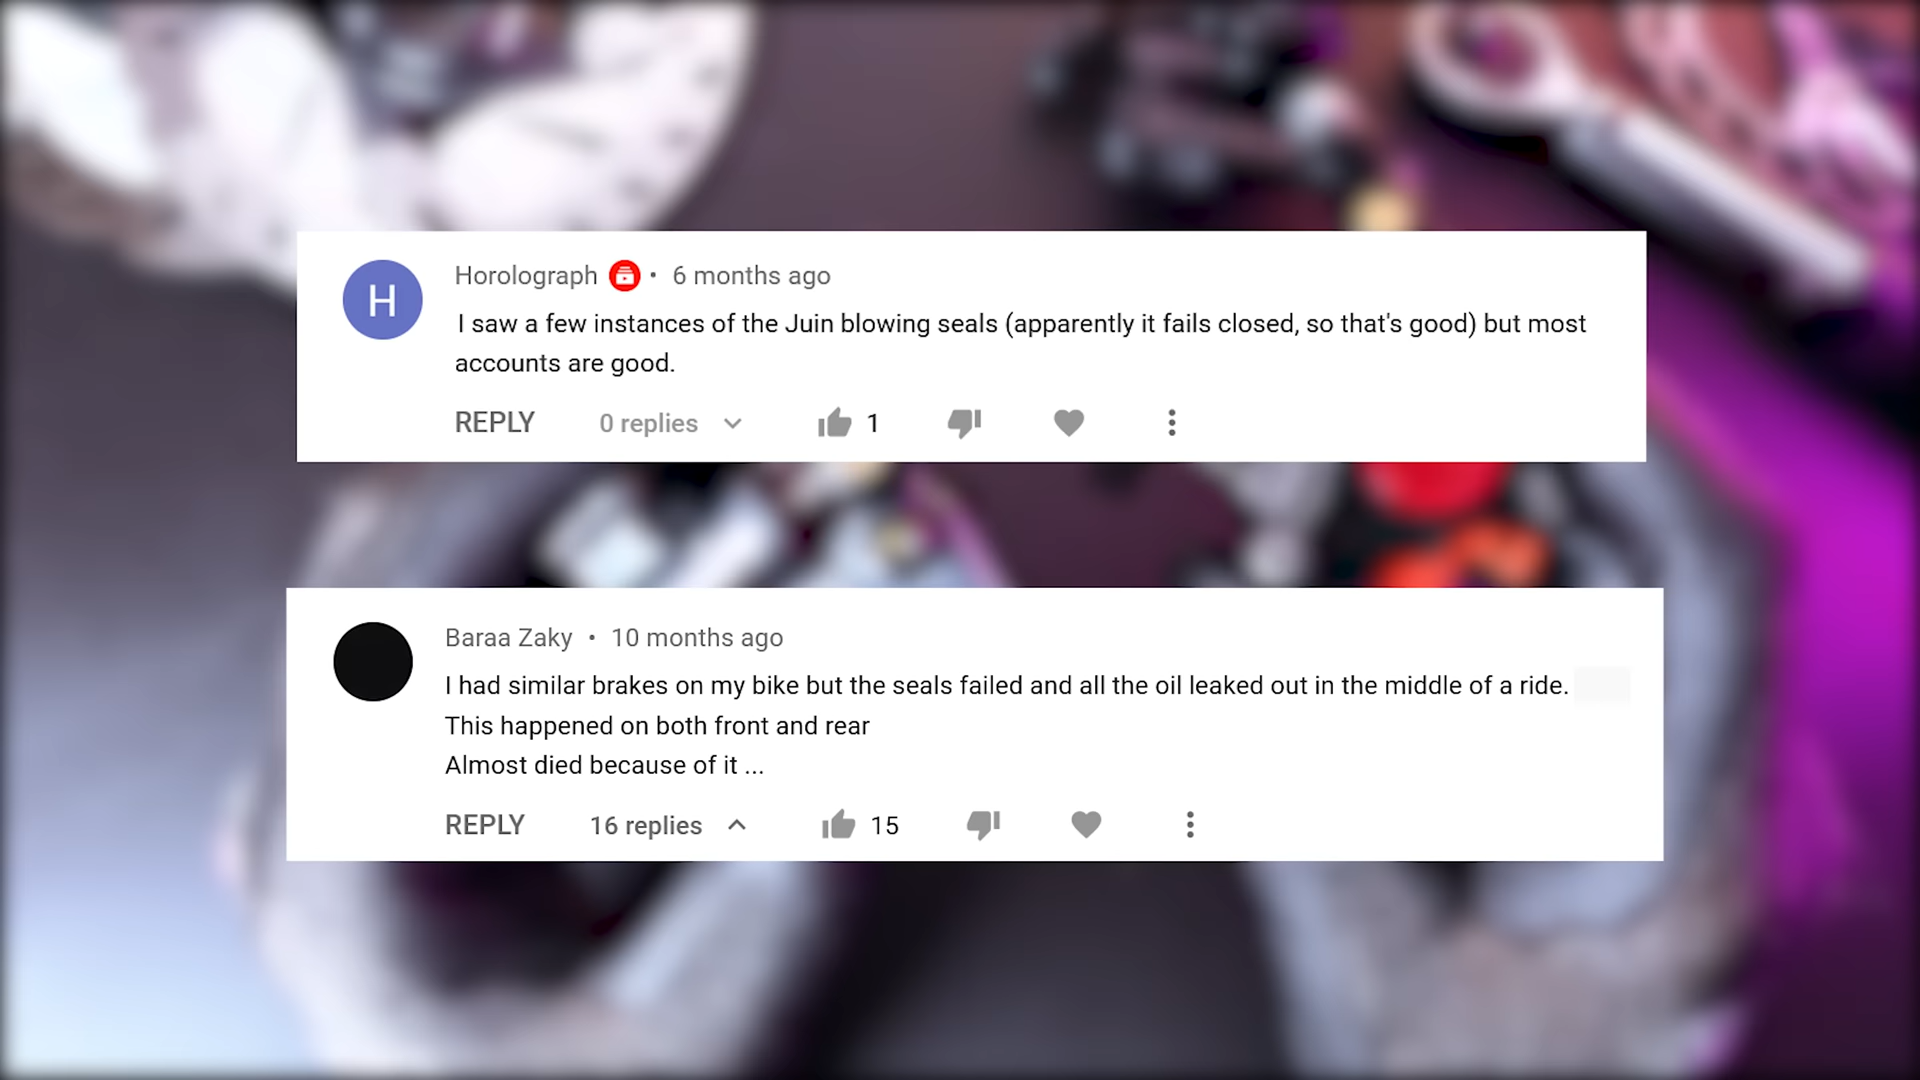 H
Horolograph • 6 months ago
I saw a few instances of the Juin blowing seals (apparently it fails closed, so that's good) but most
accounts are good.
REPLY 0 replies 1
Baraa Zaky • 10 months ago
I had similar brakes on my bike but the seals failed and all the oil leaked out in the middle of a ride.
This happened on both front and rear
Almost died because of it ...
REPLY 16 replies 15